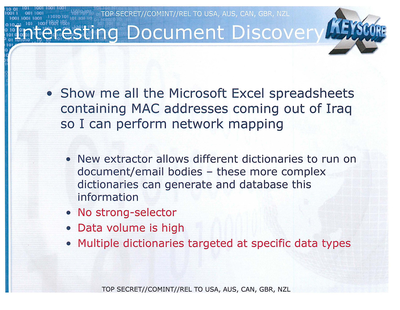 TOP SECRET//COMINT//REL TO USA, AUS, CAN, GBR, NZL
Interesting Document Discovery
X KEYSCORE
• Show me all the Microsoft Excel spreadsheets
containing MAC addresses coming out of Iraq
so I can perform network mapping
• New extractor allows different dictionaries to run on
document/email bodies – these more complex
dictionaries can generate and database this
information
• No strong-selector
• Data volume is high
• Multiple dictionaries targeted at specific data types
TOP SECRET//COMINT//REL TO USA, AUS, CAN, GBR, NZL